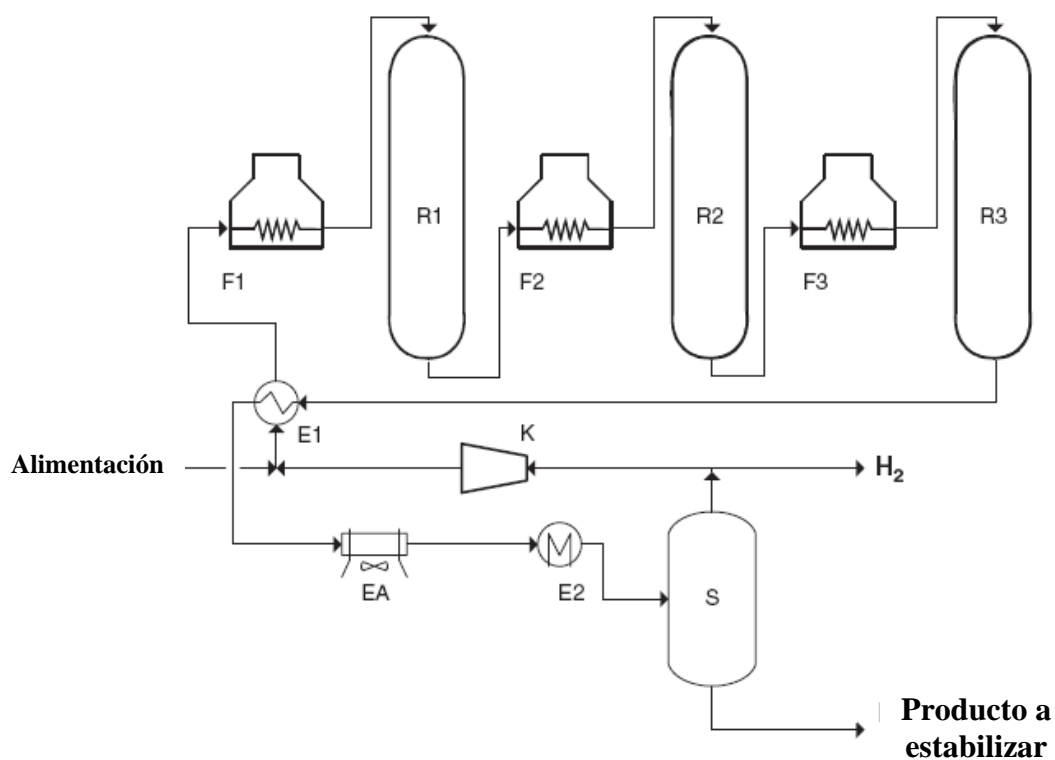 R1
R2
R3
F1
F2
F3
E1
K
Alimentación
H₂
EA
E2
S
Producto a
estabilizar